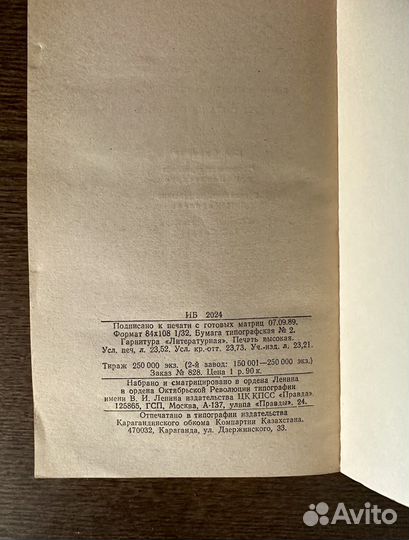 ИБ 2024
Подписано к печати с готовых матриц 07.09.89.
Формат 84х108 1/32. Бумага типографская № 2.
Гарнитура «Литературная». Печать высокая.
Усл. печ. л. 23,52. Усл. кр.-отт. 23,73. Уч.-изд. л. 23,21.
Тираж 250 000 экз. (2-й завод: 150 001—250 000 экз.)
Заказ № 828. Цена 1 р. 90 к.
Набрано и сматрицировано в ордена Ленина
и ордена Октябрьской Революции типографии
имени В. И. Ленина издательства ЦК КПСС «Правда».
125865, ГСП, Москва, А-137, ул. «Правды», 24.
Отпечатано в типографии издательства
Карагандинского обкома Компартии Казахстана.
470032, Караганда, ул. Дзержинского, 33.
Avito